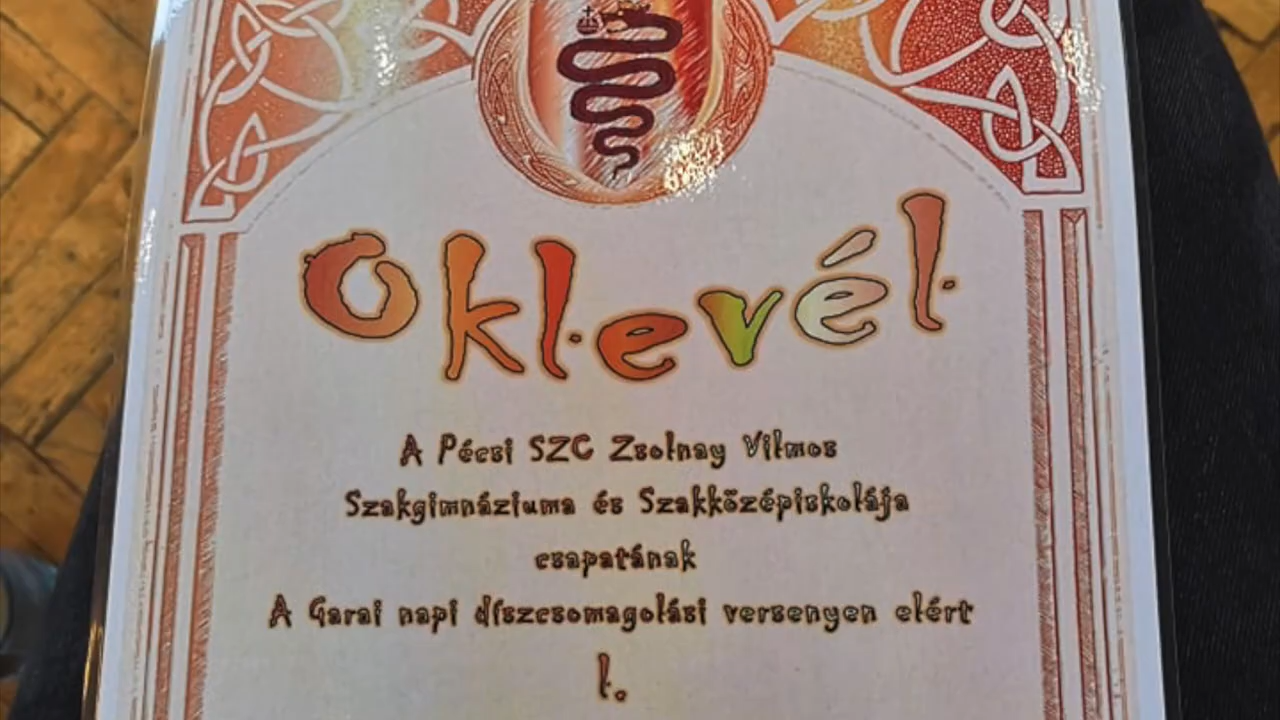 Oklevél
A Pécsi SZC Zsolnay Vilmos
Szakgimnáziuma és Szakközépiskolája
csapatának
A Garai napi díszcsomagolási versenyen elért
I.